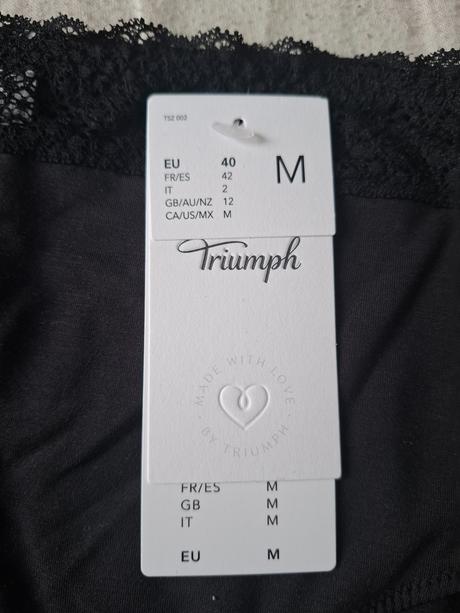 TS2 002
EU 40 M
FR/ES 42
IT 2
GB/AU/NZ 12
CA/US/MX M
Triumph
MADE WITH LOVE
BY TRIUMPH
FR/ES M
GB M
IT M
EU M